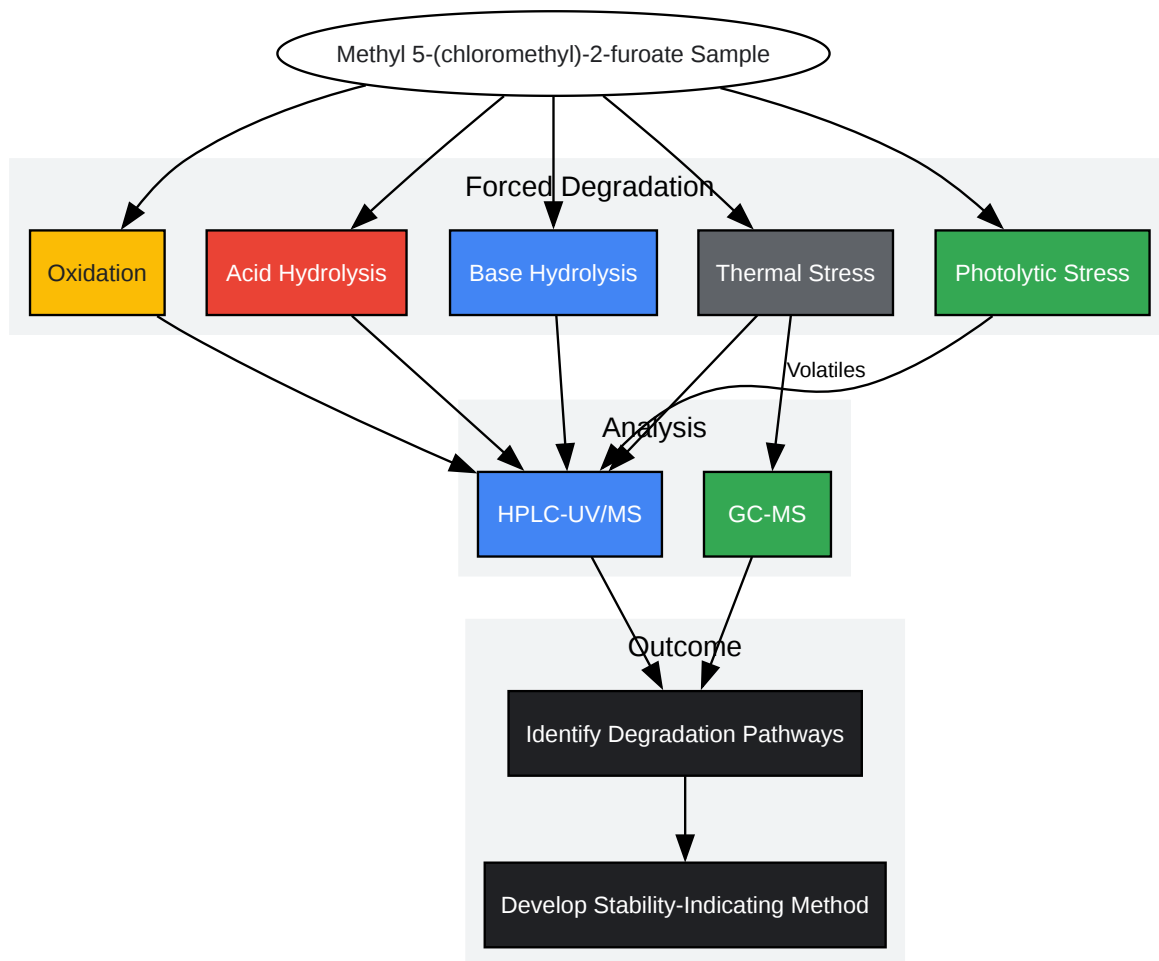 Methyl 5-(chloromethyl)-2-furoate Sample
Forced Degradation
Oxidation
Acid Hydrolysis
Base Hydrolysis
Thermal Stress
Photolytic Stress
Volatiles
Analysis
HPLC-UV/MS
GC-MS
Outcome
Identify Degradation Pathways
Develop Stability-Indicating Method